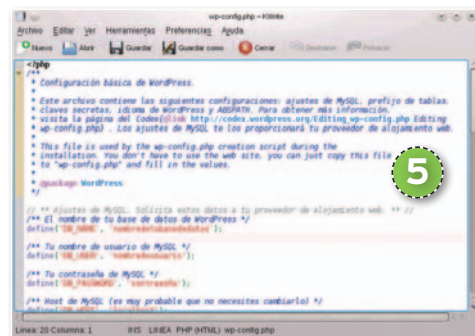 wp-config.php - KWrite
Archivo Editar Ver Herramientas Preferencias Ayuda
Nuevo Abrir Guardar Guardar como Cerrar Deshacer Rehacer
<?php
/**
* Configuración básica de WordPress.
*
* Este archivo contiene las siguientes configuraciones: ajustes de MySQL, prefijo de tablas,
* claves secretas, idioma de WordPress y ABSPATH. Para obtener más información,
* visita la página del Codex{@link http://codex.wordpress.org/Editing_wp-config.php Editing
* wp-config.php} . Los ajustes de MySQL te los proporcionará tu proveedor de alojamiento web.
*
* This file is used by the wp-config.php creation script during the
* installation. You don't have to use the web site, you can just copy this file
* to "wp-config.php" and fill in the values.
*
* @package WordPress
*/
5
// ** Ajustes de MySQL. Solicita estos datos a tu proveedor de alojamiento web. ** //
/** El nombre de tu base de datos de WordPress */
define('DB_NAME', 'nombredetubasededatos');
/** Tu nombre de usuario de MySQL */
define('DB_USER', 'nombredeusuario');
/** Tu contraseña de MySQL */
define('DB_PASSWORD', 'contraseña');
/** Host de MySQL (es muy probable que no necesites cambiarlo) */
Línea: 20 Columna: 1 INS LÍNEA PHP (HTML) wp-config.php